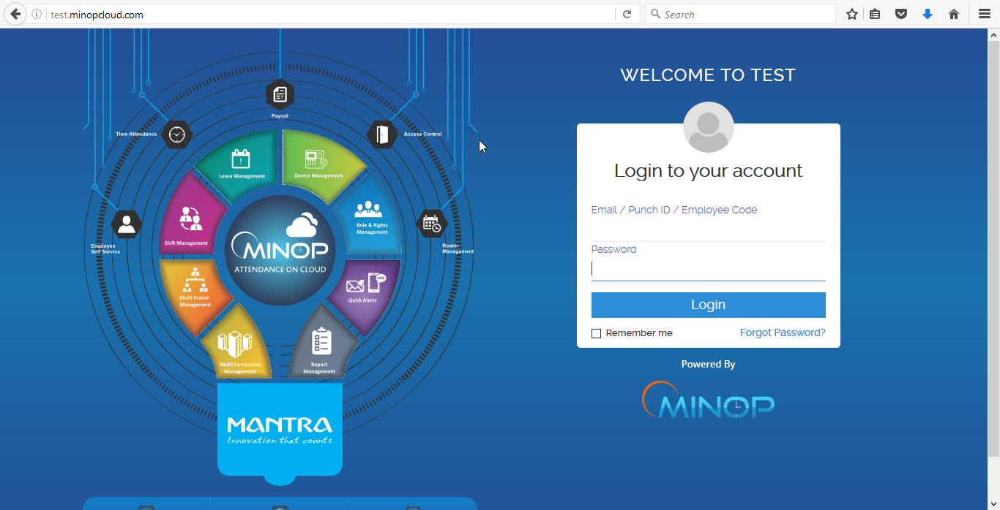 test.minopcloud.com
Search
WELCOME TO TEST
Login to your account
Email / Punch ID / Employee Code
Password
Login
Remember me
Forgot Password?
Powered By
MINOP
Payroll
Time Attendance
Access Control
Leave Management
Device Management
Shift Management
Role & Rights
Management
Employee
Self Service
Roster
Management
MINOP
ATTENDANCE ON CLOUD
Multi Branch
Management
SMS
Quick Alerts
Multi Companies
Management
Report
Management
MANTRA
Innovation that counts